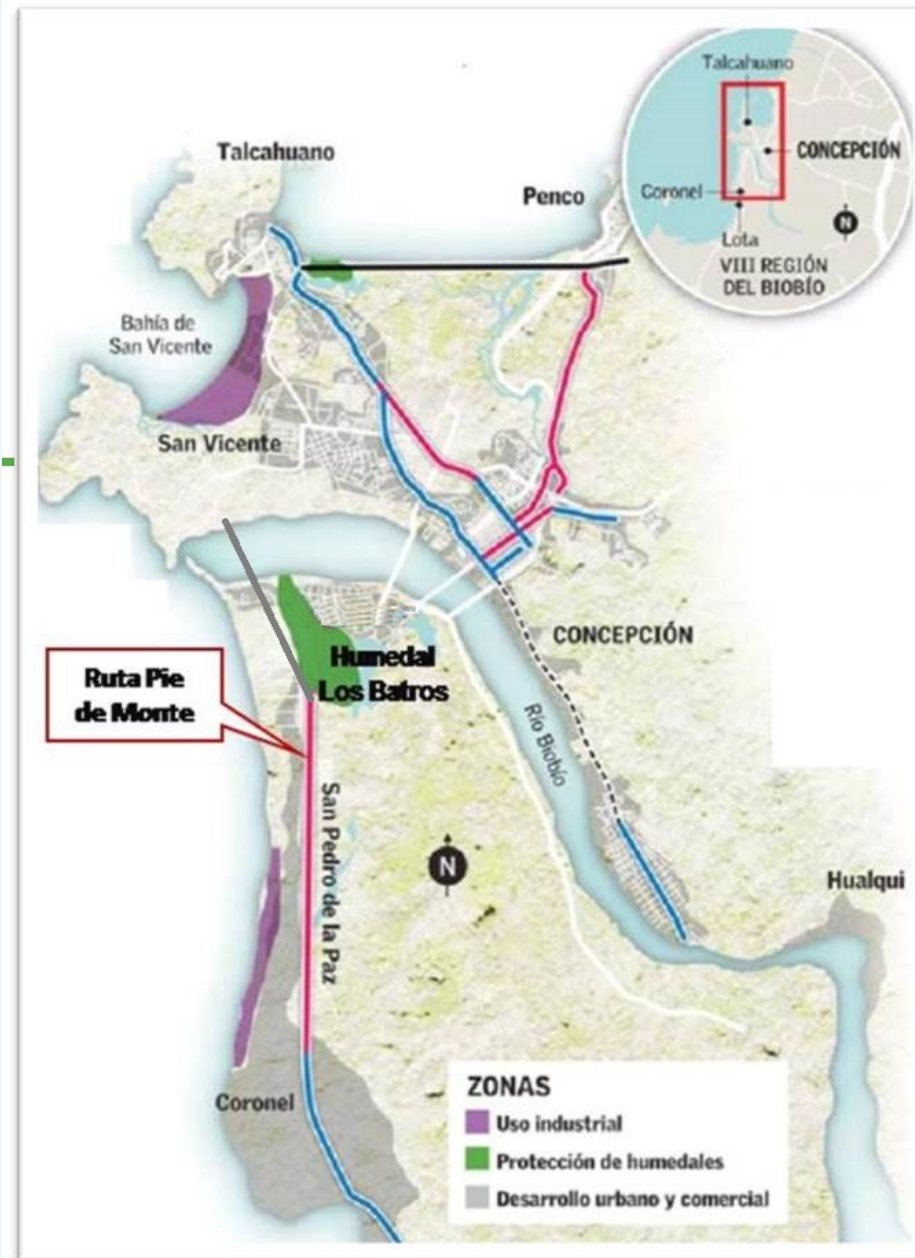 Talcahuano
Talcahuano
Penco
CONCEPCIÓN
Coronel
Lota
N
VIII REGIÓN
DEL BIOBÍO
Bahía de
San Vicente
San Vicente
CONCEPCIÓN
Humedal
Los Batros
Ruta Pie
de Monte
Río Biobío
San Pedro de la Paz
N
Hualqui
Coronel
ZONAS
Uso industrial
Protección de humedales
Desarrollo urbano y comercial